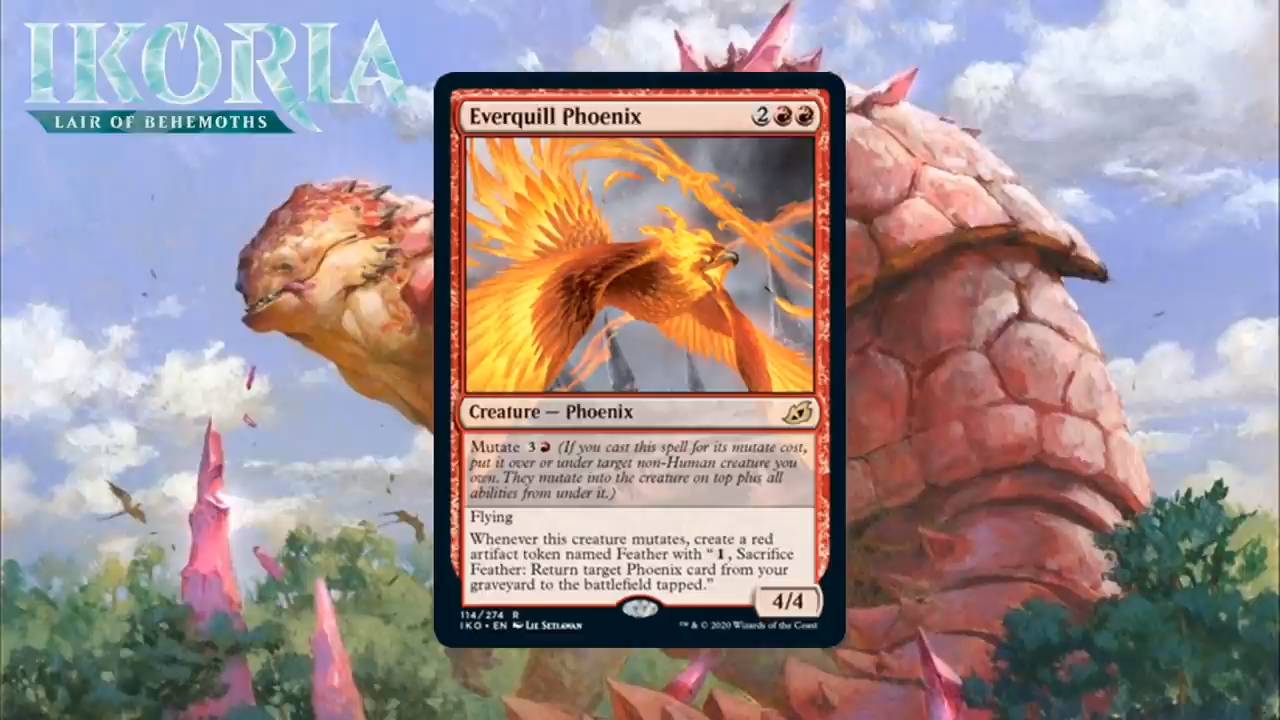 IKORIA
LAIR OF BEHEMOTHS
Everquill Phoenix 2
Creature — Phoenix
Mutate 3 (If you cast this spell for its mutate cost,
put it over or under target non-Human creature you
own. They mutate into the creature on top plus all
abilities from under it.)
Flying
Whenever this creature mutates, create a red
artifact token named Feather with “1, Sacrifice
Feather: Return target Phoenix card from your
graveyard to the battlefield tapped.”
4/4
114/274 R
IKO • EN Lie Setiawan
™ & © 2020 Wizards of the Coast